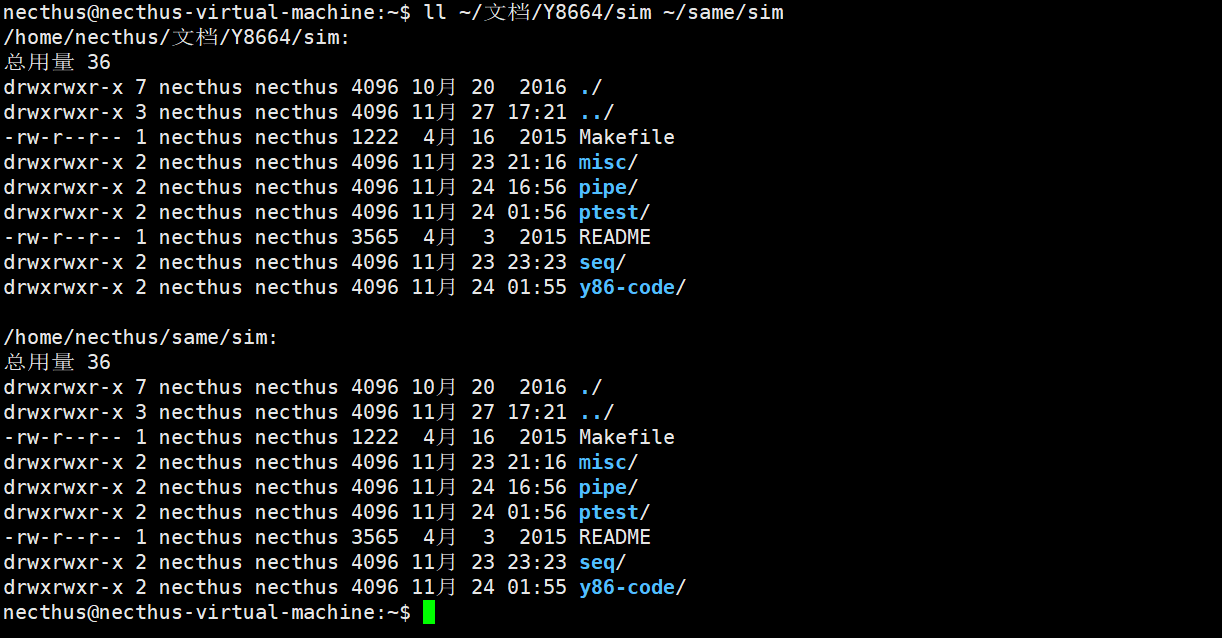 necthus@necthus-virtual-machine:~$ ll ~/文档/Y8664/sim ~/same/sim
/home/necthus/文档/Y8664/sim:
总用量 36
drwxrwxr-x 7 necthus necthus 4096 10月 20  2016 ./
drwxrwxr-x 3 necthus necthus 4096 11月 27 17:21 ../
-rw-r--r-- 1 necthus necthus 1222  4月 16  2015 Makefile
drwxrwxr-x 2 necthus necthus 4096 11月 23 21:16 misc/
drwxrwxr-x 2 necthus necthus 4096 11月 24 16:56 pipe/
drwxrwxr-x 2 necthus necthus 4096 11月 24 01:56 ptest/
-rw-r--r-- 1 necthus necthus 3565  4月  3  2015 README
drwxrwxr-x 2 necthus necthus 4096 11月 23 23:23 seq/
drwxrwxr-x 2 necthus necthus 4096 11月 24 01:55 y86-code/

/home/necthus/same/sim:
总用量 36
drwxrwxr-x 7 necthus necthus 4096 10月 20  2016 ./
drwxrwxr-x 3 necthus necthus 4096 11月 27 17:21 ../
-rw-r--r-- 1 necthus necthus 1222  4月 16  2015 Makefile
drwxrwxr-x 2 necthus necthus 4096 11月 23 21:16 misc/
drwxrwxr-x 2 necthus necthus 4096 11月 24 16:56 pipe/
drwxrwxr-x 2 necthus necthus 4096 11月 24 01:56 ptest/
-rw-r--r-- 1 necthus necthus 3565  4月  3  2015 README
drwxrwxr-x 2 necthus necthus 4096 11月 23 23:23 seq/
drwxrwxr-x 2 necthus necthus 4096 11月 24 01:55 y86-code/
necthus@necthus-virtual-machine:~$